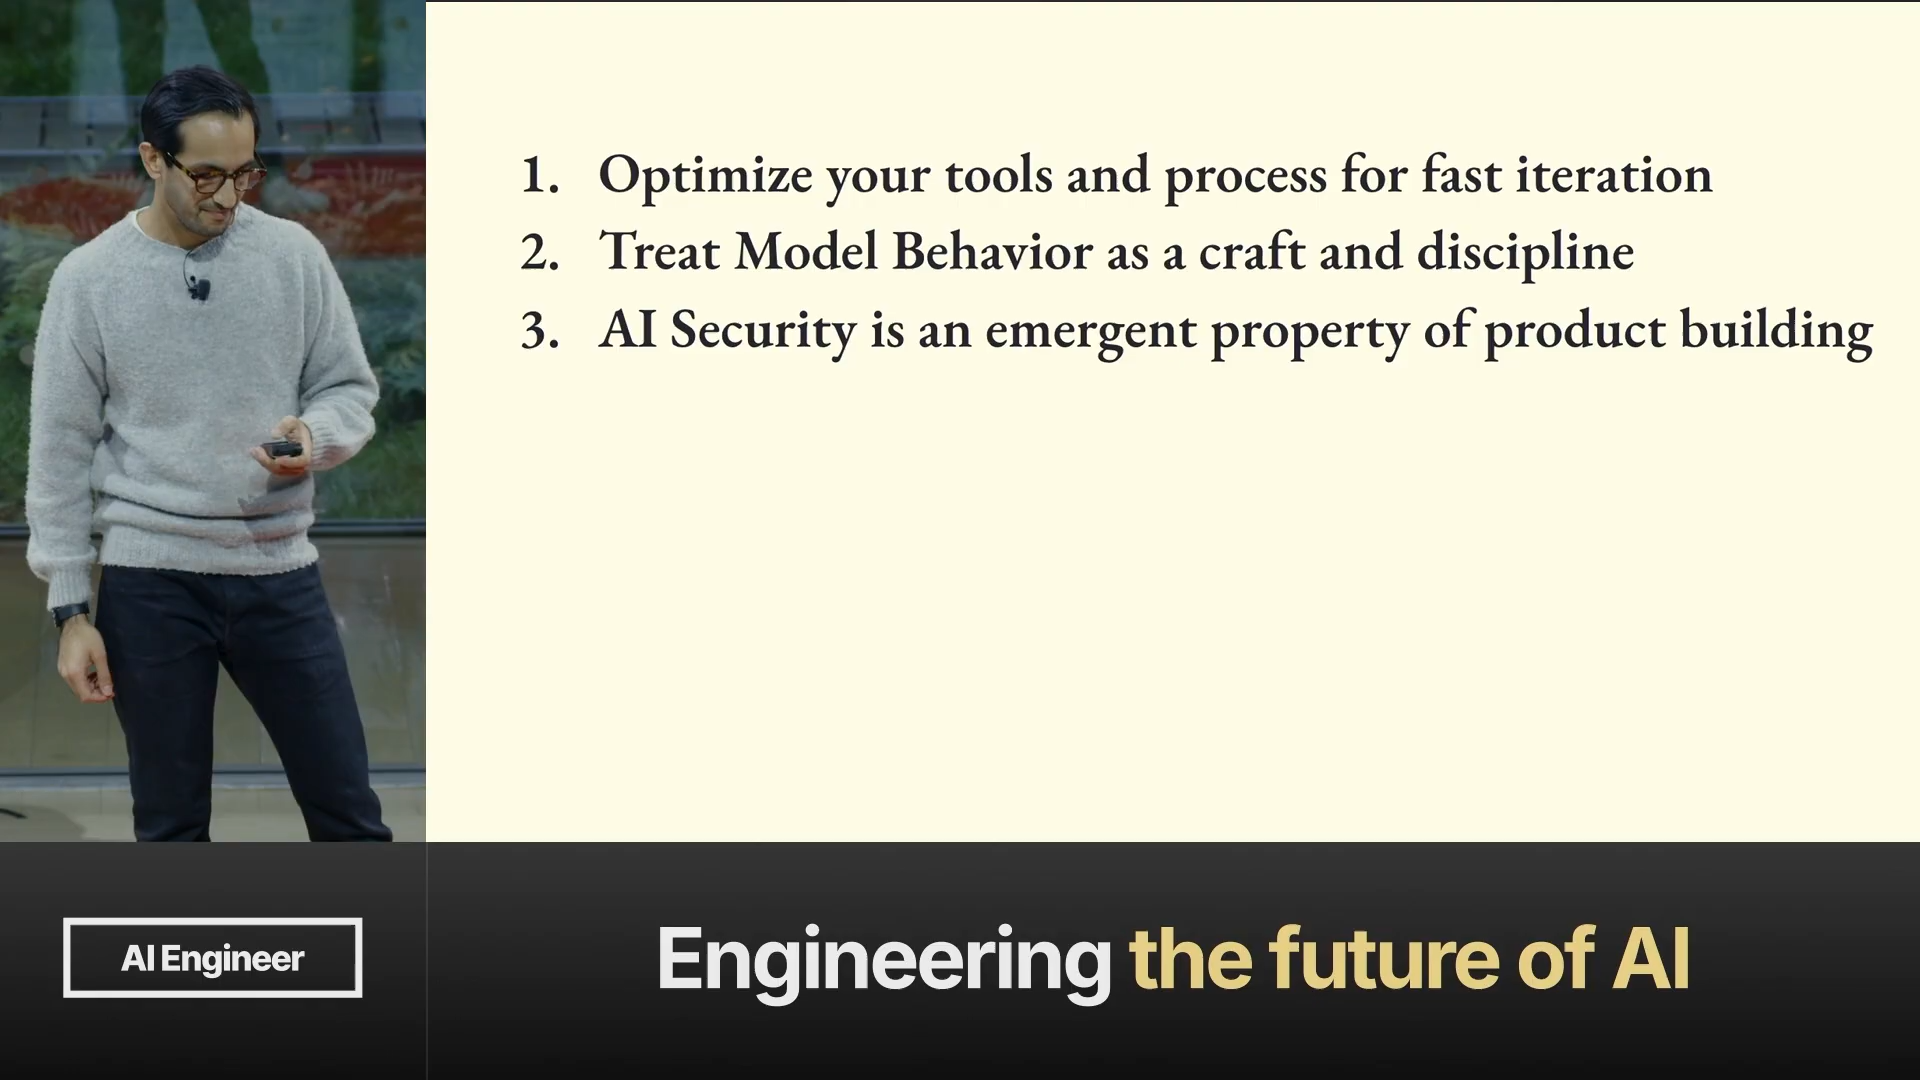 1. Optimize your tools and process for fast iteration
2. Treat Model Behavior as a craft and discipline
3. AI Security is an emergent property of product building
AI Engineer
Engineering the future of AI